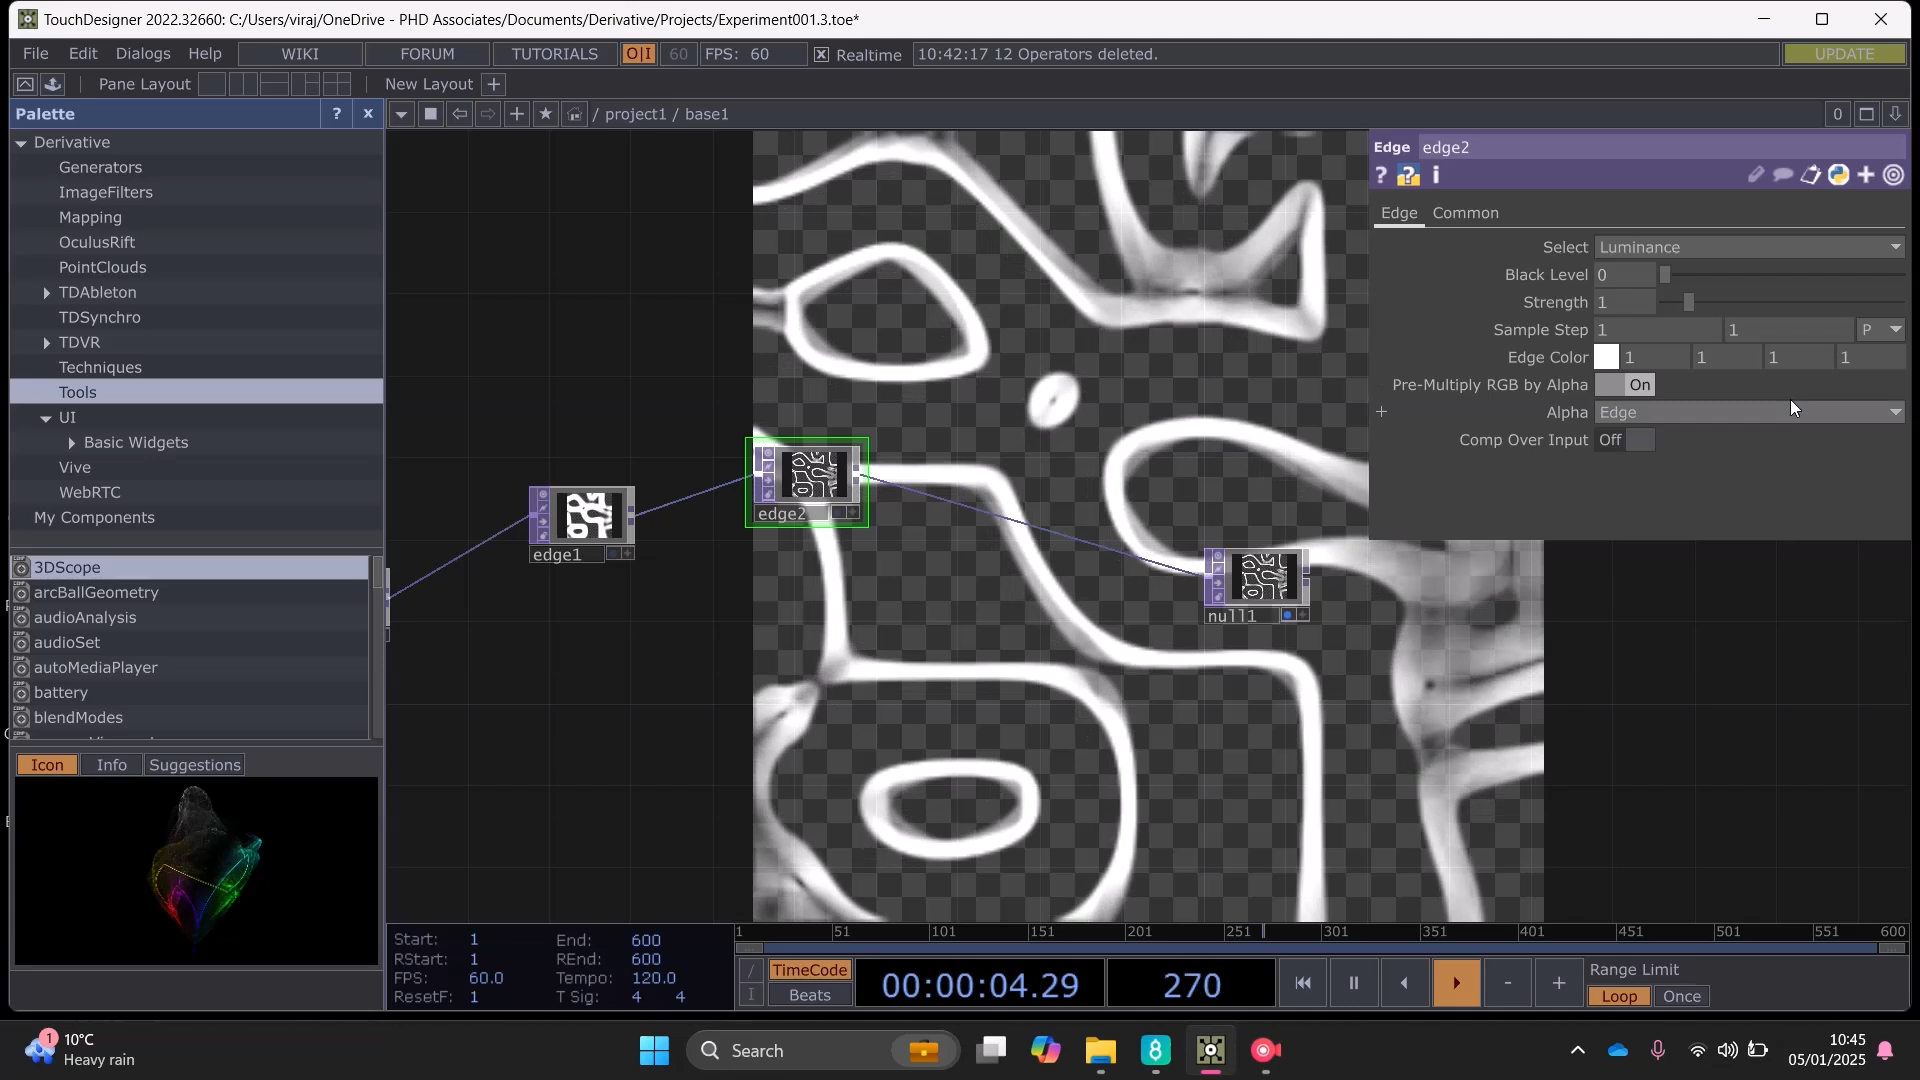 TouchDesigner 2022.32660: C:/Users/viraj/OneDrive - PHD Associates/Documents/Derivative/Projects/Experiment001.3.toe*
File Edit Dialogs Help WIKI FORUM TUTORIALS O|I 60 FPS: 60 Realtime 10:42:17 12 Operators deleted. UPDATE
Pane Layout New Layout +
Palette ? x / project1 / base1 0
Derivative
Generators
ImageFilters
Mapping
OculusRift
PointClouds
TDAbleton
TDSynchro
TDVR
Techniques
Tools
UI
Basic Widgets
Vive
WebRTC
My Components
3DScope
arcBallGeometry
audioAnalysis
audioSet
autoMediaPlayer
battery
blendModes
Icon Info Suggestions
edge1
edge2
null1
Edge edge2
? ? i
Edge Common
Select Luminance
Black Level 0
Strength 1
Sample Step 1 1 P
Edge Color 1 1 1 1
Pre-Multiply RGB by Alpha On
+ Alpha Edge
Comp Over Input Off
1 51 101 151 201 251 301 351 401 451 501 551 600
Start: 1 End: 600
RStart: 1 REnd: 600
FPS: 60.0 Tempo: 120.0
ResetF: 1 T Sig: 4 4
TimeCode
Beats
00:00:04.29 270
- +
Range Limit
Loop Once
1
10°C
Heavy rain
Search
10:45
05/01/2025